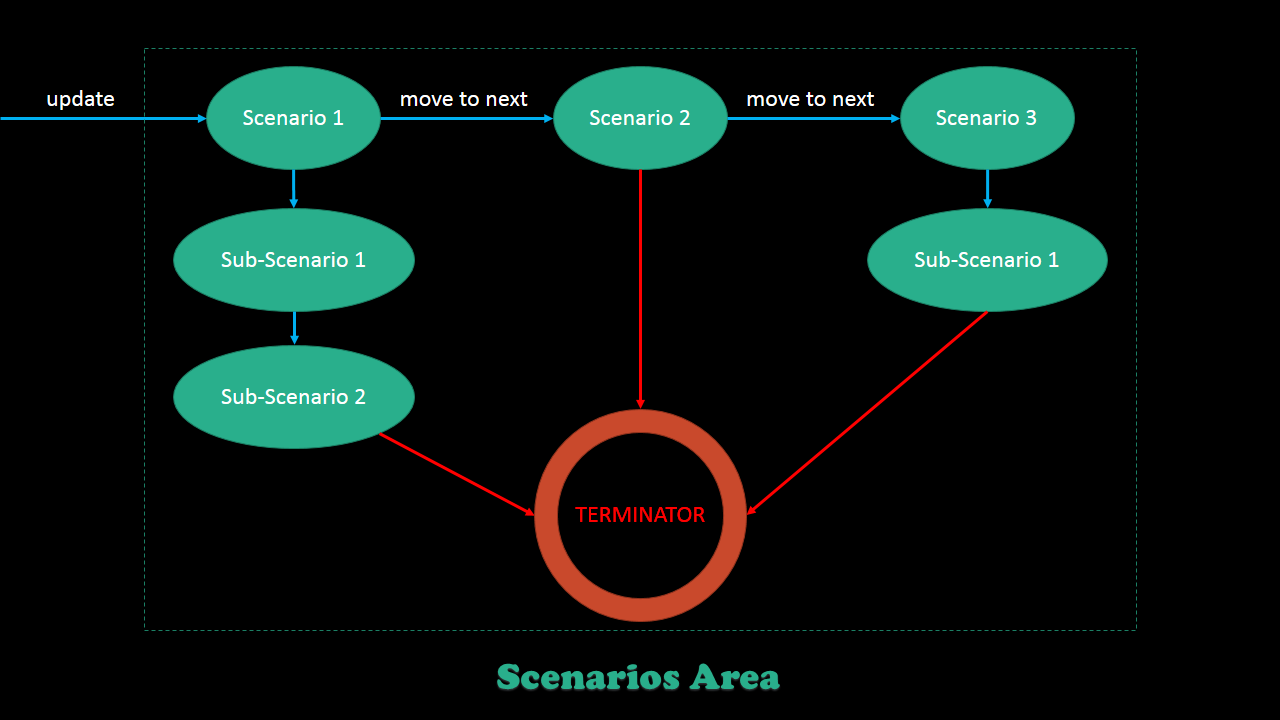 update
Scenario 1
move to next
Scenario 2
move to next
Scenario 3
Sub-Scenario 1
Sub-Scenario 1
Sub-Scenario 2
TERMINATOR
Scenarios Area